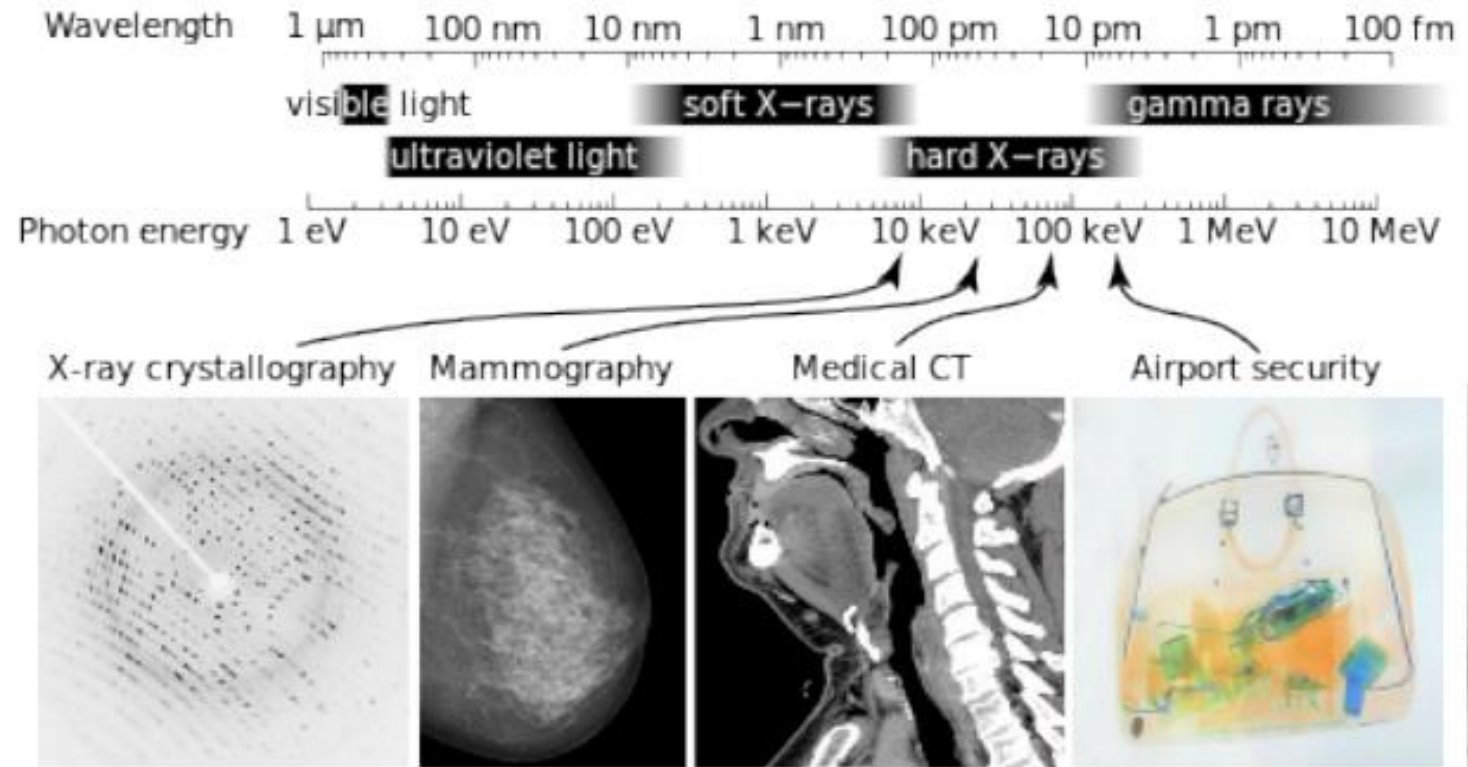 Wavelength 1 μm 100 nm 10 nm 1 nm 100 pm 10 pm 1 pm 100 fm
visible light soft X−rays gamma rays
ultraviolet light hard X−rays
Photon energy 1 eV 10 eV 100 eV 1 keV 10 keV 100 keV 1 MeV 10 MeV
X-ray crystallography Mammography Medical CT Airport security